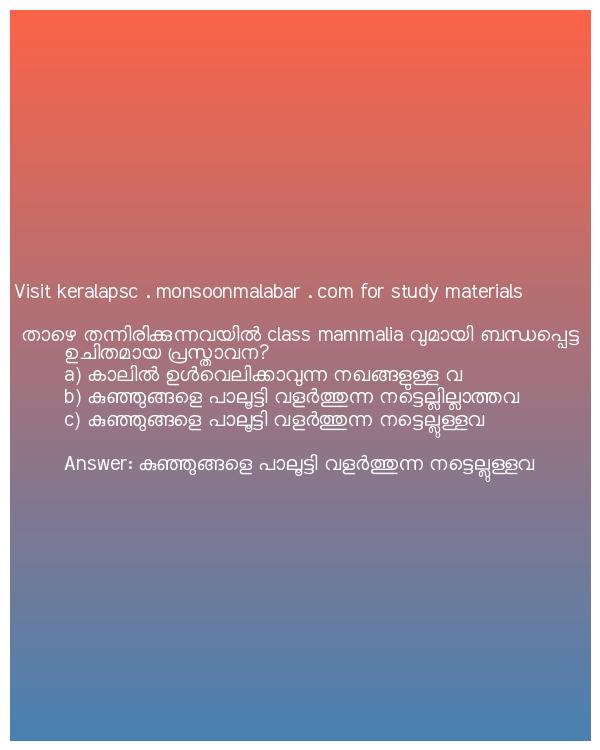 Visit keralapsc . monsoonmalabar . com for study materials
താഴെ തന്നിരിക്കുന്നവയിൽ class mammalia വുമായി ബന്ധപ്പെട്ട
ഉചിതമായ പ്രസ്താവന?
a) കാലിൽ ഉൾവെലിക്കാവുന്ന നഖങ്ങളുള്ള വ
b) കുഞ്ഞുങ്ങളെ പാലൂട്ടി വളർത്തുന്ന നട്ടെല്ലില്ലാത്തവ
c) കുഞ്ഞുങ്ങളെ പാലൂട്ടി വളർത്തുന്ന നട്ടെല്ലുള്ളവ
Answer: കുഞ്ഞുങ്ങളെ പാലൂട്ടി വളർത്തുന്ന നട്ടെല്ലുള്ളവ